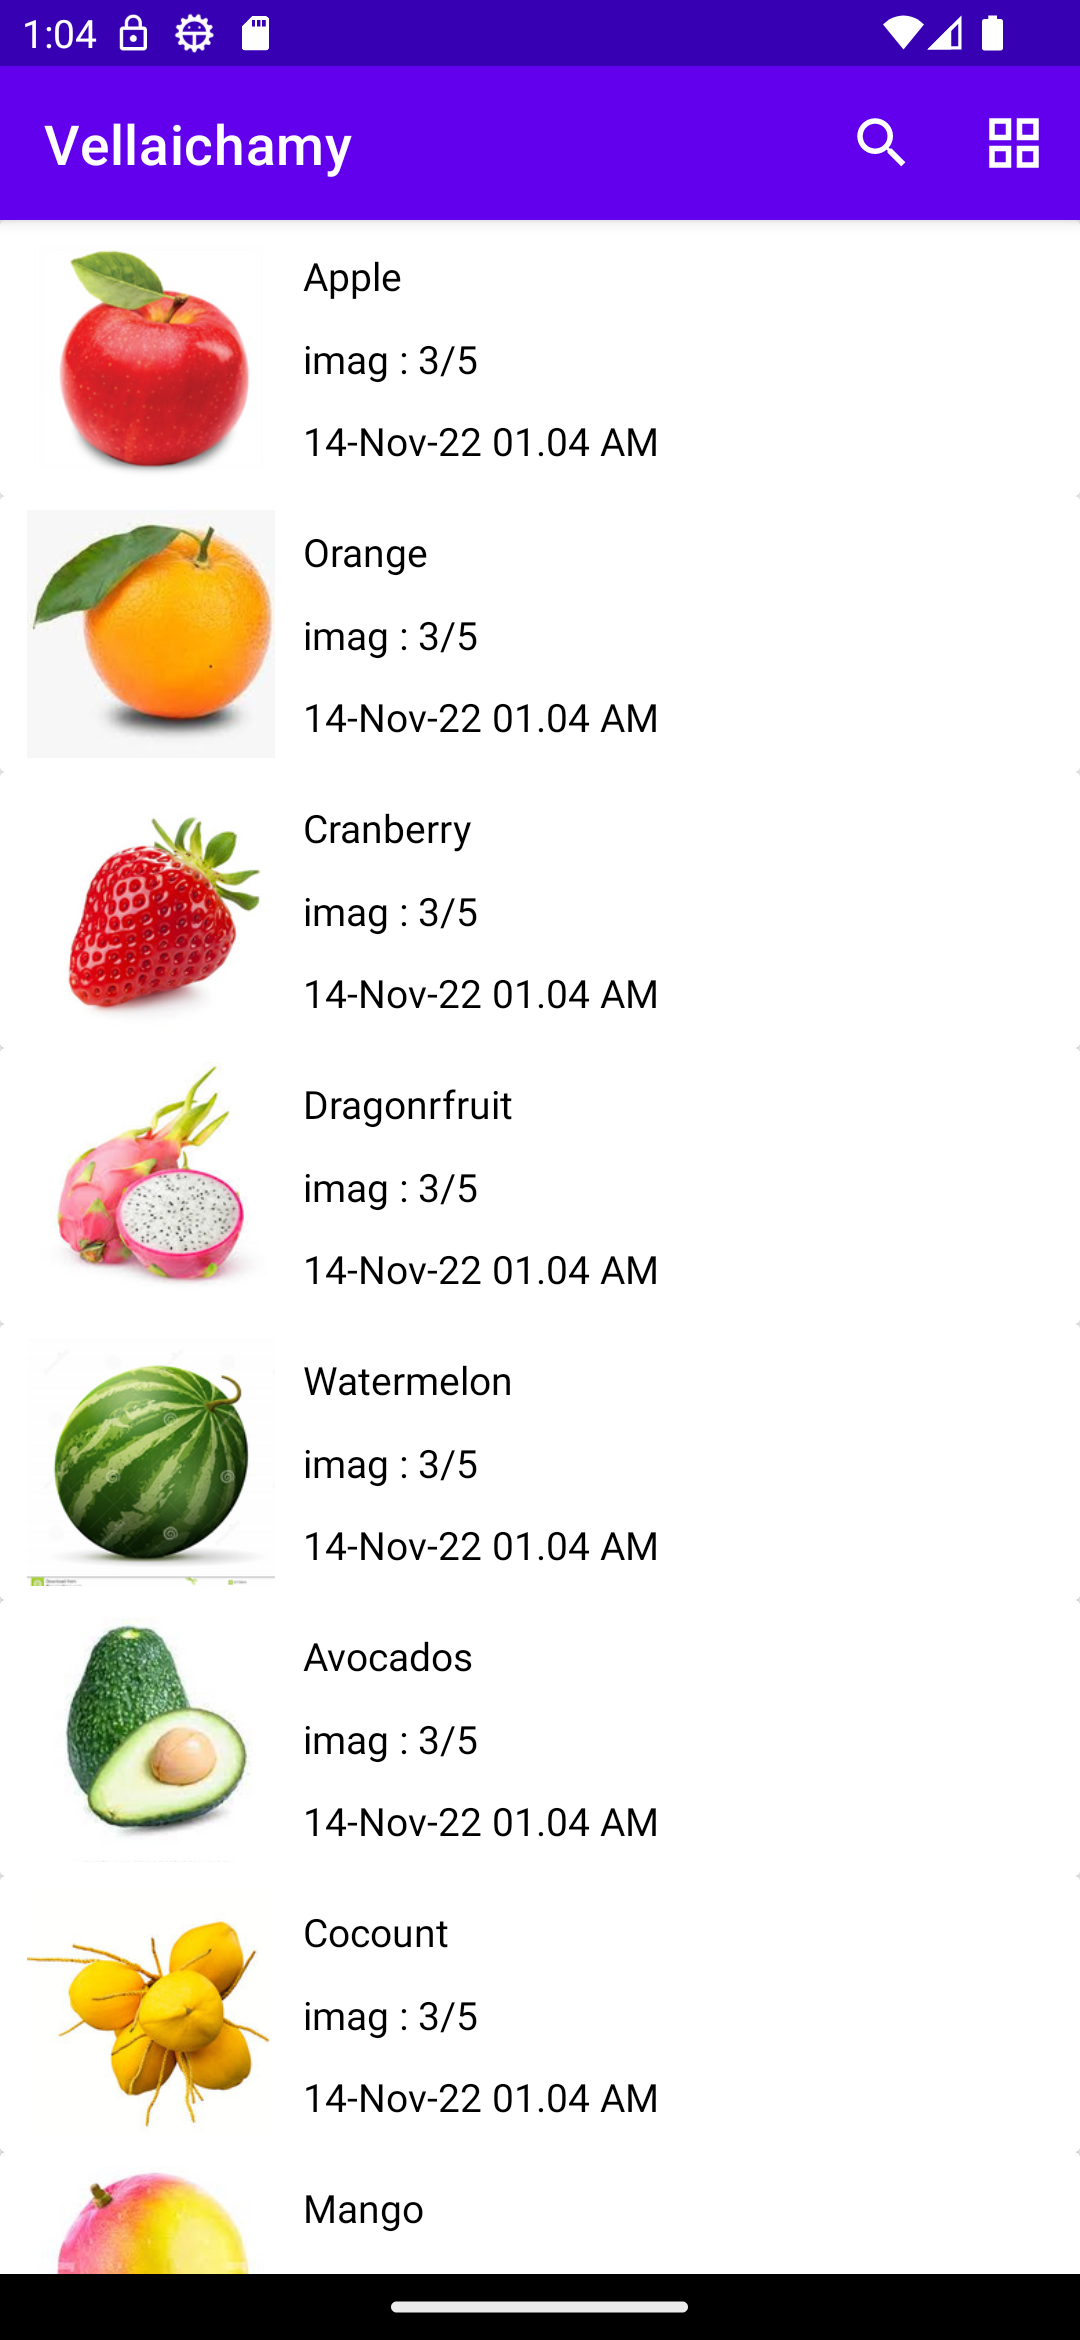 1:04
Vellaichamy
Apple
imag : 3/5
14-Nov-22 01.04 AM
Orange
imag : 3/5
14-Nov-22 01.04 AM
Cranberry
imag : 3/5
14-Nov-22 01.04 AM
Dragonrfruit
imag : 3/5
14-Nov-22 01.04 AM
Watermelon
imag : 3/5
14-Nov-22 01.04 AM
Avocados
imag : 3/5
14-Nov-22 01.04 AM
Cocount
imag : 3/5
14-Nov-22 01.04 AM
Mango